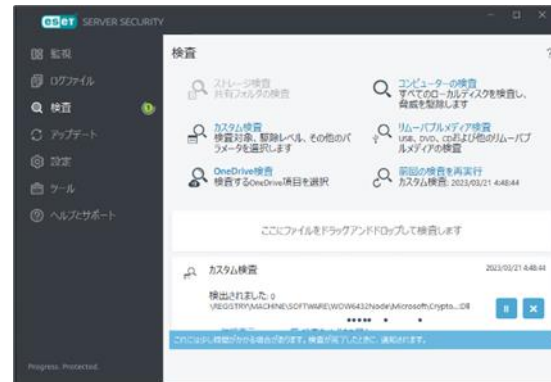 eset SERVER SECURITY
監視
ログファイル
検査
アップデート
設定
ツール
ヘルプとサポート
Progress. Protected.
検査
?
ストレージ検査
共有フォルダの検査
コンピューターの検査
すべてのローカルディスクを検査し、
脅威を駆除します
カスタム検査
検査対象、駆除レベル、その他のパ
ラメータを選択します
リムーバブルメディア検査
USB、DVD、CDおよび他のリムーバブ
ルメディアの検査
OneDrive検査
検査するOneDrive項目を選択
前回の検査を再実行
カスタム検査: 2023/03/21 4:48:44
ここにファイルをドラッグアンドドロップして検査します
カスタム検査
2023/03/21 4:48:44
検出されました: 0
\REGISTRY\MACHINE\SOFTWARE\WOW6432Node\Microsoft\Crypto...\Dll
これには少し時間がかかる場合があります。検査が完了したときに、通知されます。